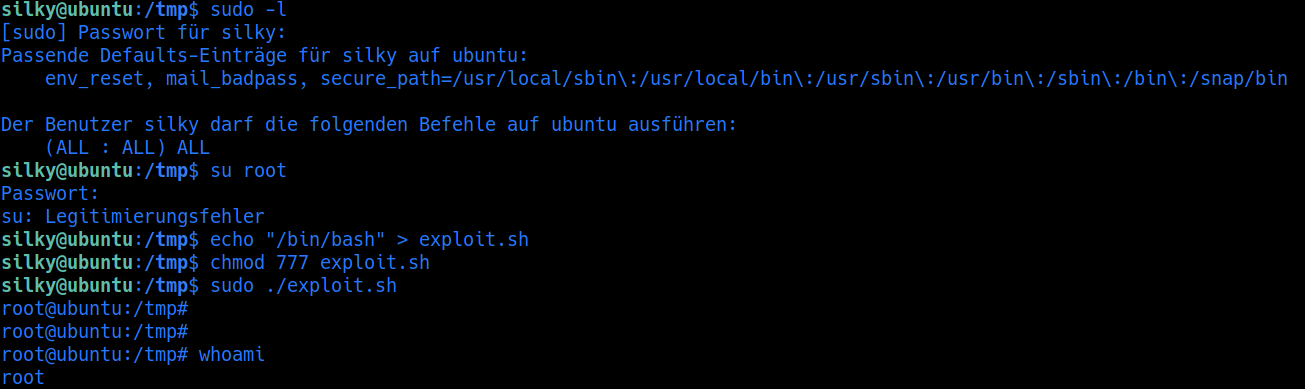 silky@ubuntu:/tmp$ sudo -l
[sudo] Passwort für silky:
Passende Defaults-Einträge für silky auf ubuntu:
    env_reset, mail_badpass, secure_path=/usr/local/sbin\:/usr/local/bin\:/usr/sbin\:/usr/bin\:/sbin\:/bin\:/snap/bin

Der Benutzer silky darf die folgenden Befehle auf ubuntu ausführen:
    (ALL : ALL) ALL
silky@ubuntu:/tmp$ su root
Passwort:
su: Legitimierungsfehler
silky@ubuntu:/tmp$ echo "/bin/bash" > exploit.sh
silky@ubuntu:/tmp$ chmod 777 exploit.sh
silky@ubuntu:/tmp$ sudo ./exploit.sh
root@ubuntu:/tmp#
root@ubuntu:/tmp#
root@ubuntu:/tmp# whoami
root